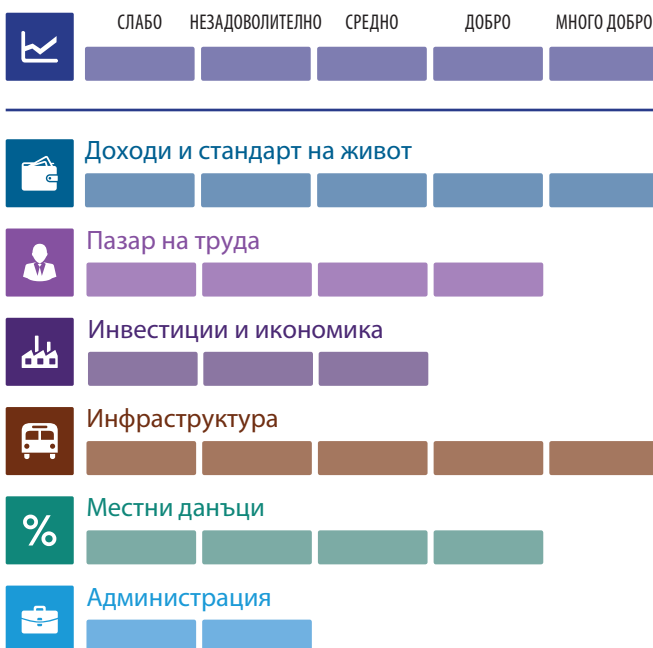 СЛАБО НЕЗАДОВОЛИТЕЛНО СРЕДНО ДОБРО МНОГО ДОБРО
Доходи и стандарт на живот
Пазар на труда
Инвестиции и икономика
Инфраструктура
Местни данъци
%
Администрация